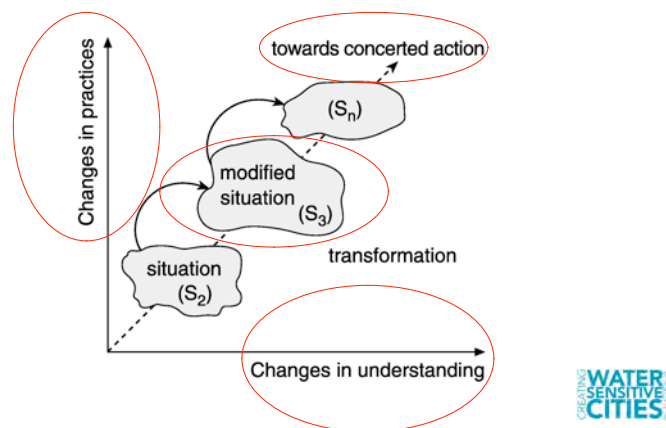 towards concerted action
(Sn)
modified
situation
(S3)
situation
(S2)
transformation
Changes in practices
Changes in understanding
CREATING
WATER
SENSITIVE
CITIES